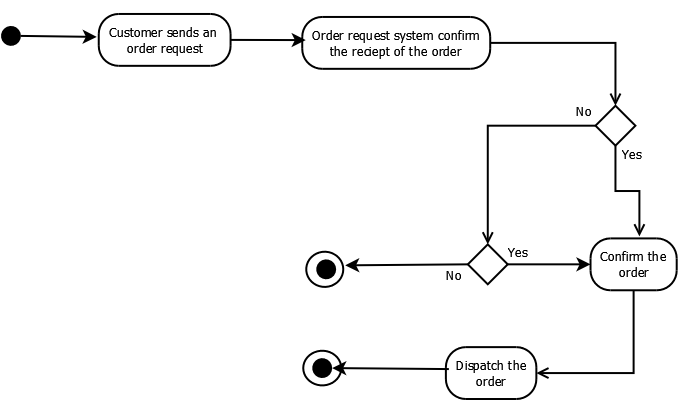 Customer sends an
order request
Order request system confirm
the reciept of the order
No
Yes
Yes
No
Confirm the
order
Dispatch the
order